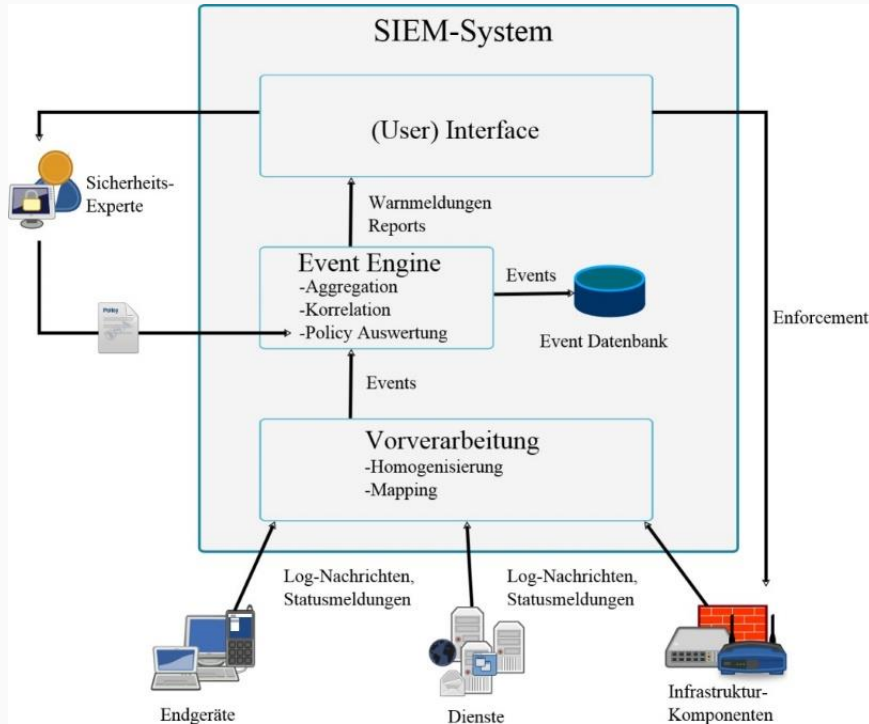 SIEM-System
(User) Interface
Sicherheits-
Experte
Warnmeldungen
Reports
Event Engine
-Aggregation
-Korrelation
-Policy Auswertung
Events
Event Datenbank
Enforcement
Policy
Events
Vorverarbeitung
-Homogenisierung
-Mapping
Log-Nachrichten,
Statusmeldungen
Log-Nachrichten,
Statusmeldungen
Endgeräte
Dienste
Infrastruktur-
Komponenten